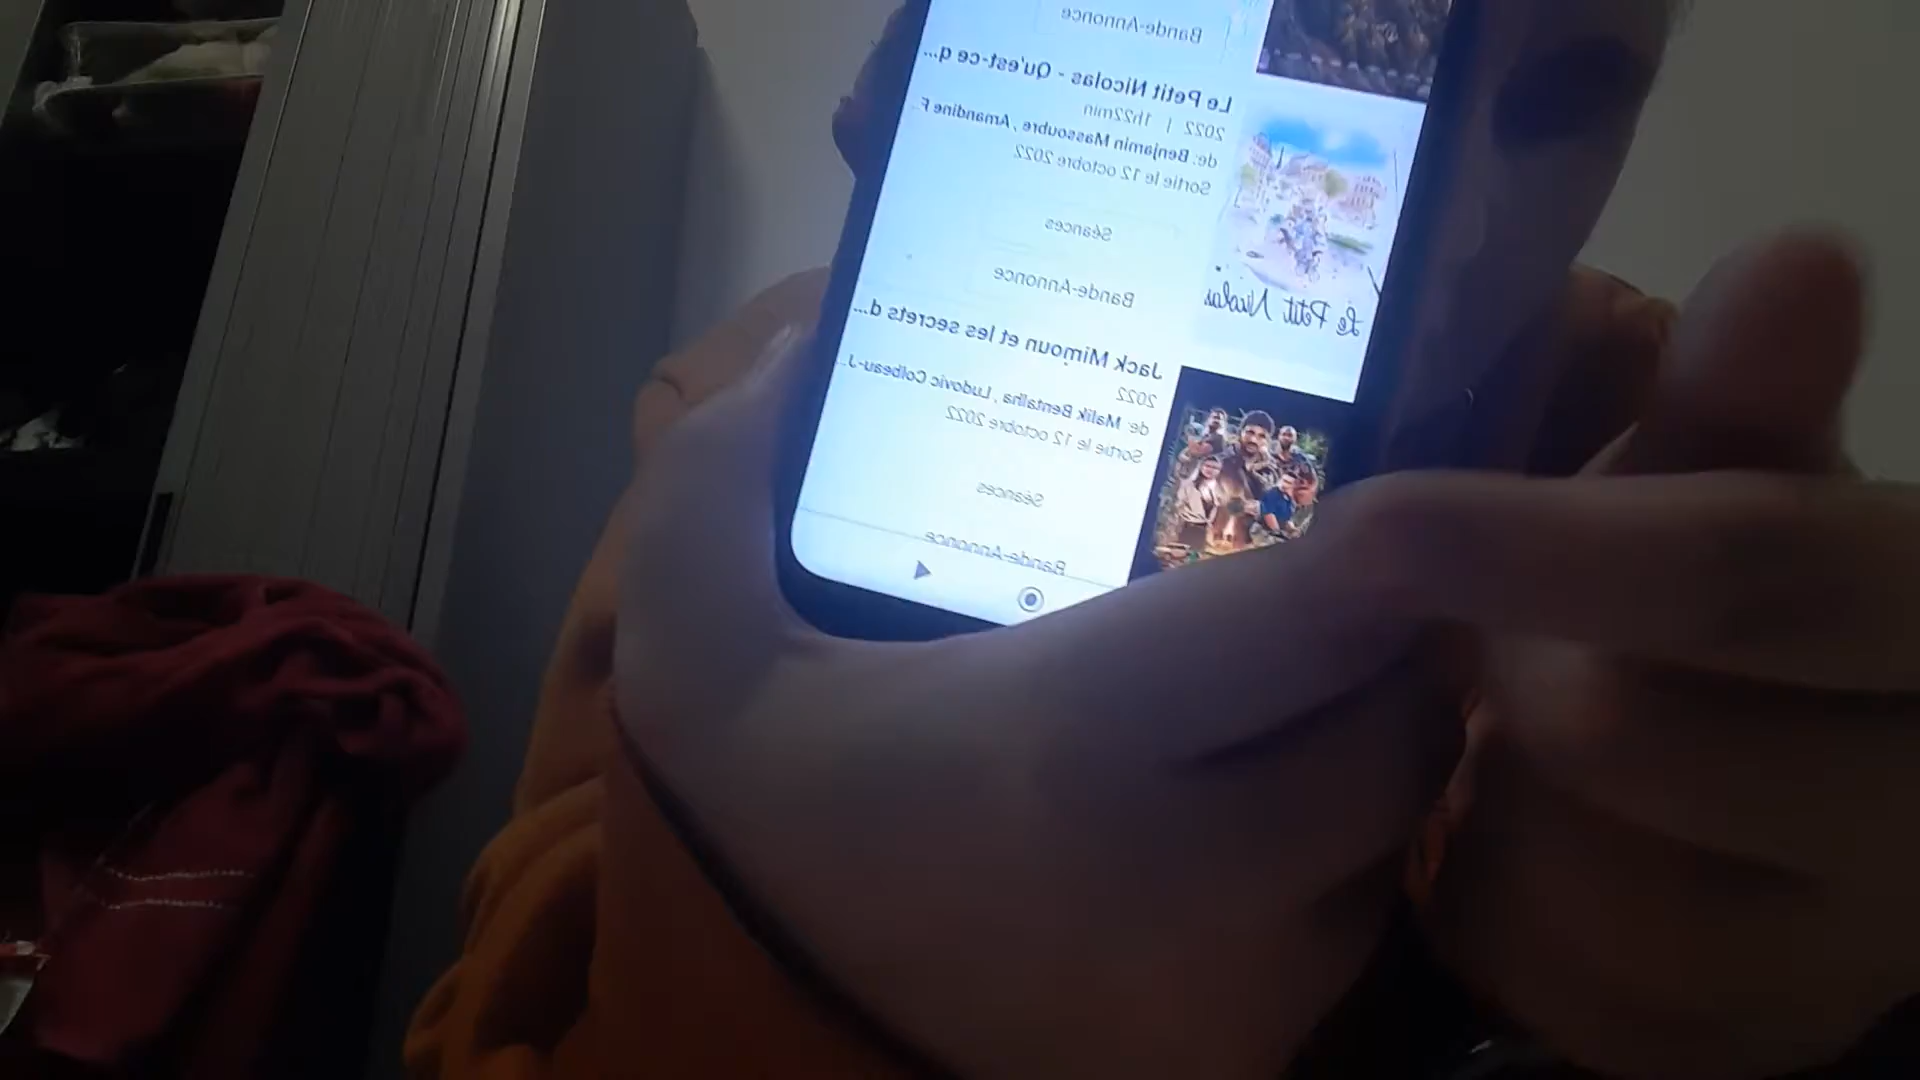 Bande-Annonce
Le Petit Nicolas - Qu'est-ce q...
2022 | 1h22min
de: Benjamin Massoubre, Amandine F...
Sortie le 12 octobre 2022
Séances
Bande-Annonce
Le Petit Nicolas
Jack Mimoun et les secrets d...
2022
de: Malik Bentalha, Ludovic Colbeau-J...
Sortie le 12 octobre 2022
Séances
Bande-Annonce